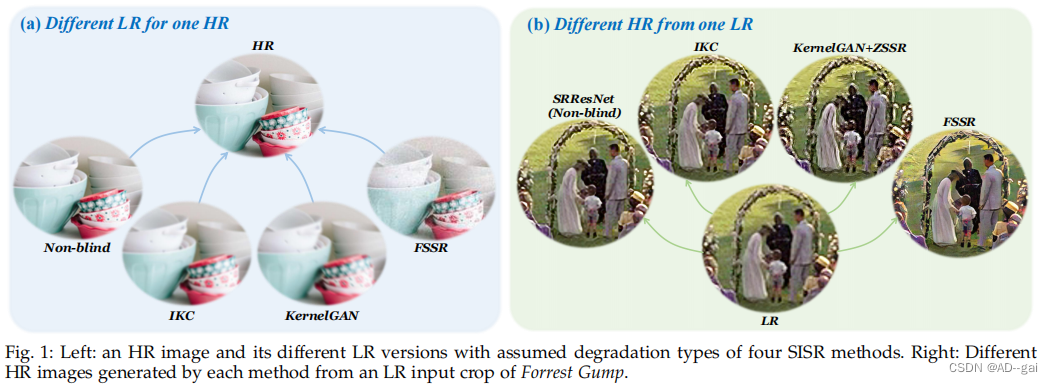 (a) Different LR for one HR
HR
Non-blind
IKC
KernelGAN
FSSR
(b) Different HR from one LR
IKC
KernelGAN+ZSSR
SRResNet
(Non-blind)
FSSR
LR
Fig. 1: Left: an HR image and its different LR versions with assumed degradation types of four SISR methods. Right: Different
HR images generated by each method from an LR input crop of Forrest Gump.
CSDN @AD--gai